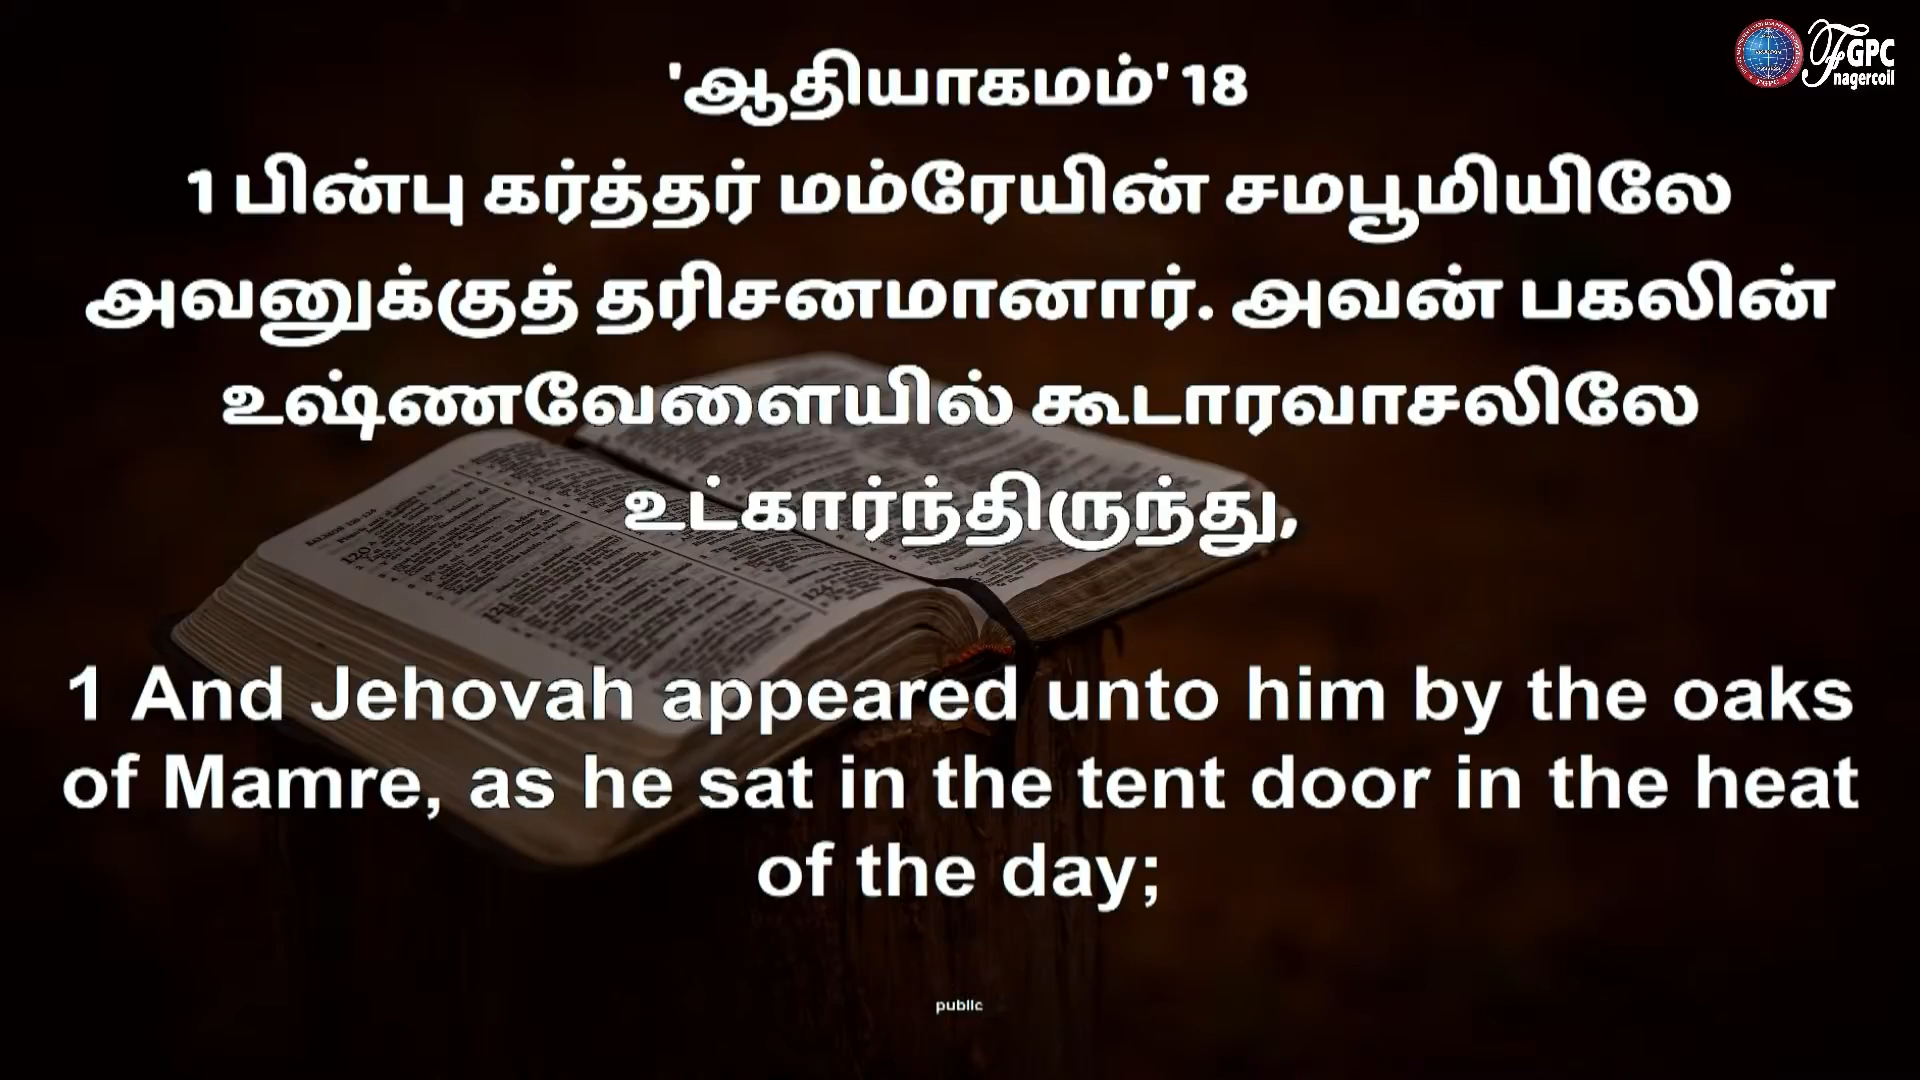 FGPC
nagercoil
'ஆதியாகமம்' 18
1 பின்பு கர்த்தர் மம்ரேயின் சமபூமியிலே
அவனுக்குத் தரிசனமானார். அவன் பகலின்
உஷ்ணவேளையில் கூடாரவாசலிலே
உட்கார்ந்திருந்து,
1 And Jehovah appeared unto him by the oaks
of Mamre, as he sat in the tent door in the heat
of the day;
public